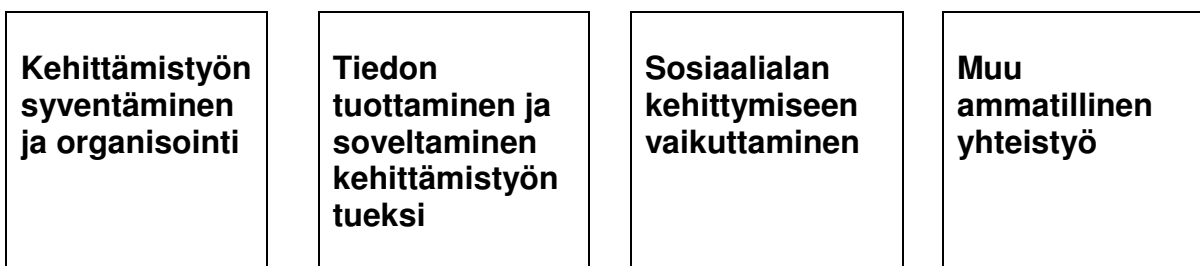 Kehittämistyön
syventäminen
ja organisointi
Tiedon
tuottaminen ja
soveltaminen
kehittämistyön
tueksi
Sosiaalialan
kehittymiseen
vaikuttaminen
Muu
ammatillinen
yhteistyö